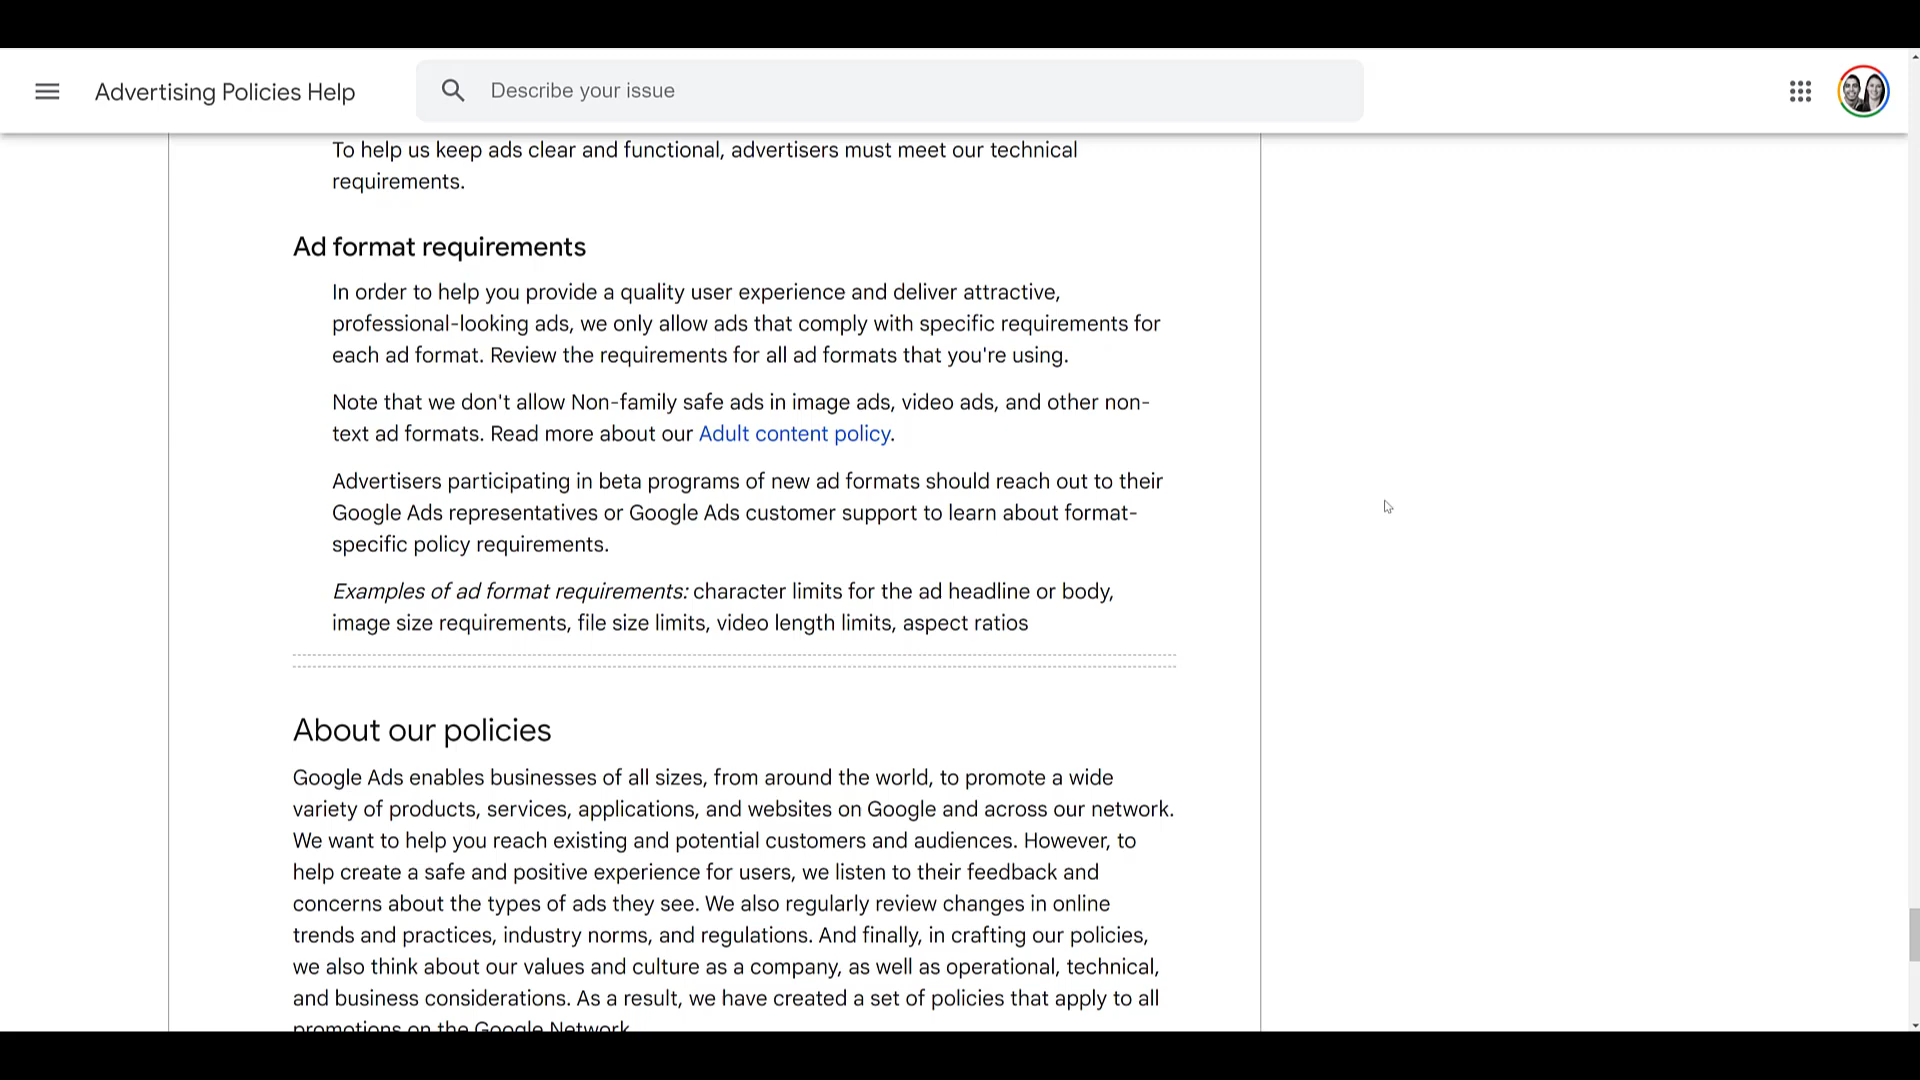 Advertising Policies Help
Describe your issue
To help us keep ads clear and functional, advertisers must meet our technical
requirements.
Ad format requirements
In order to help you provide a quality user experience and deliver attractive,
professional-looking ads, we only allow ads that comply with specific requirements for
each ad format. Review the requirements for all ad formats that you're using.
Note that we don't allow Non-family safe ads in image ads, video ads, and other non-
text ad formats. Read more about our Adult content policy.
Advertisers participating in beta programs of new ad formats should reach out to their
Google Ads representatives or Google Ads customer support to learn about format-
specific policy requirements.
Examples of ad format requirements: character limits for the ad headline or body,
image size requirements, file size limits, video length limits, aspect ratios
About our policies
Google Ads enables businesses of all sizes, from around the world, to promote a wide
variety of products, services, applications, and websites on Google and across our network.
We want to help you reach existing and potential customers and audiences. However, to
help create a safe and positive experience for users, we listen to their feedback and
concerns about the types of ads they see. We also regularly review changes in online
trends and practices, industry norms, and regulations. And finally, in crafting our policies,
we also think about our values and culture as a company, as well as operational, technical,
and business considerations. As a result, we have created a set of policies that apply to all
promotions on the Google Network.